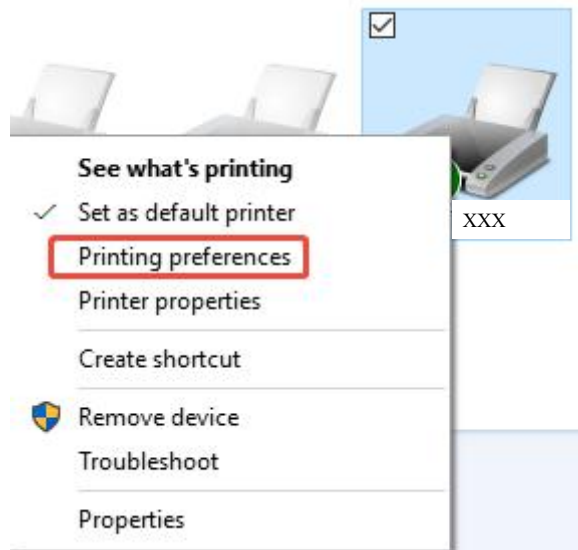 See what's printing
Set as default printer
XXX
Printing preferences
Printer properties
Create shortcut
Remove device
Troubleshoot
Properties